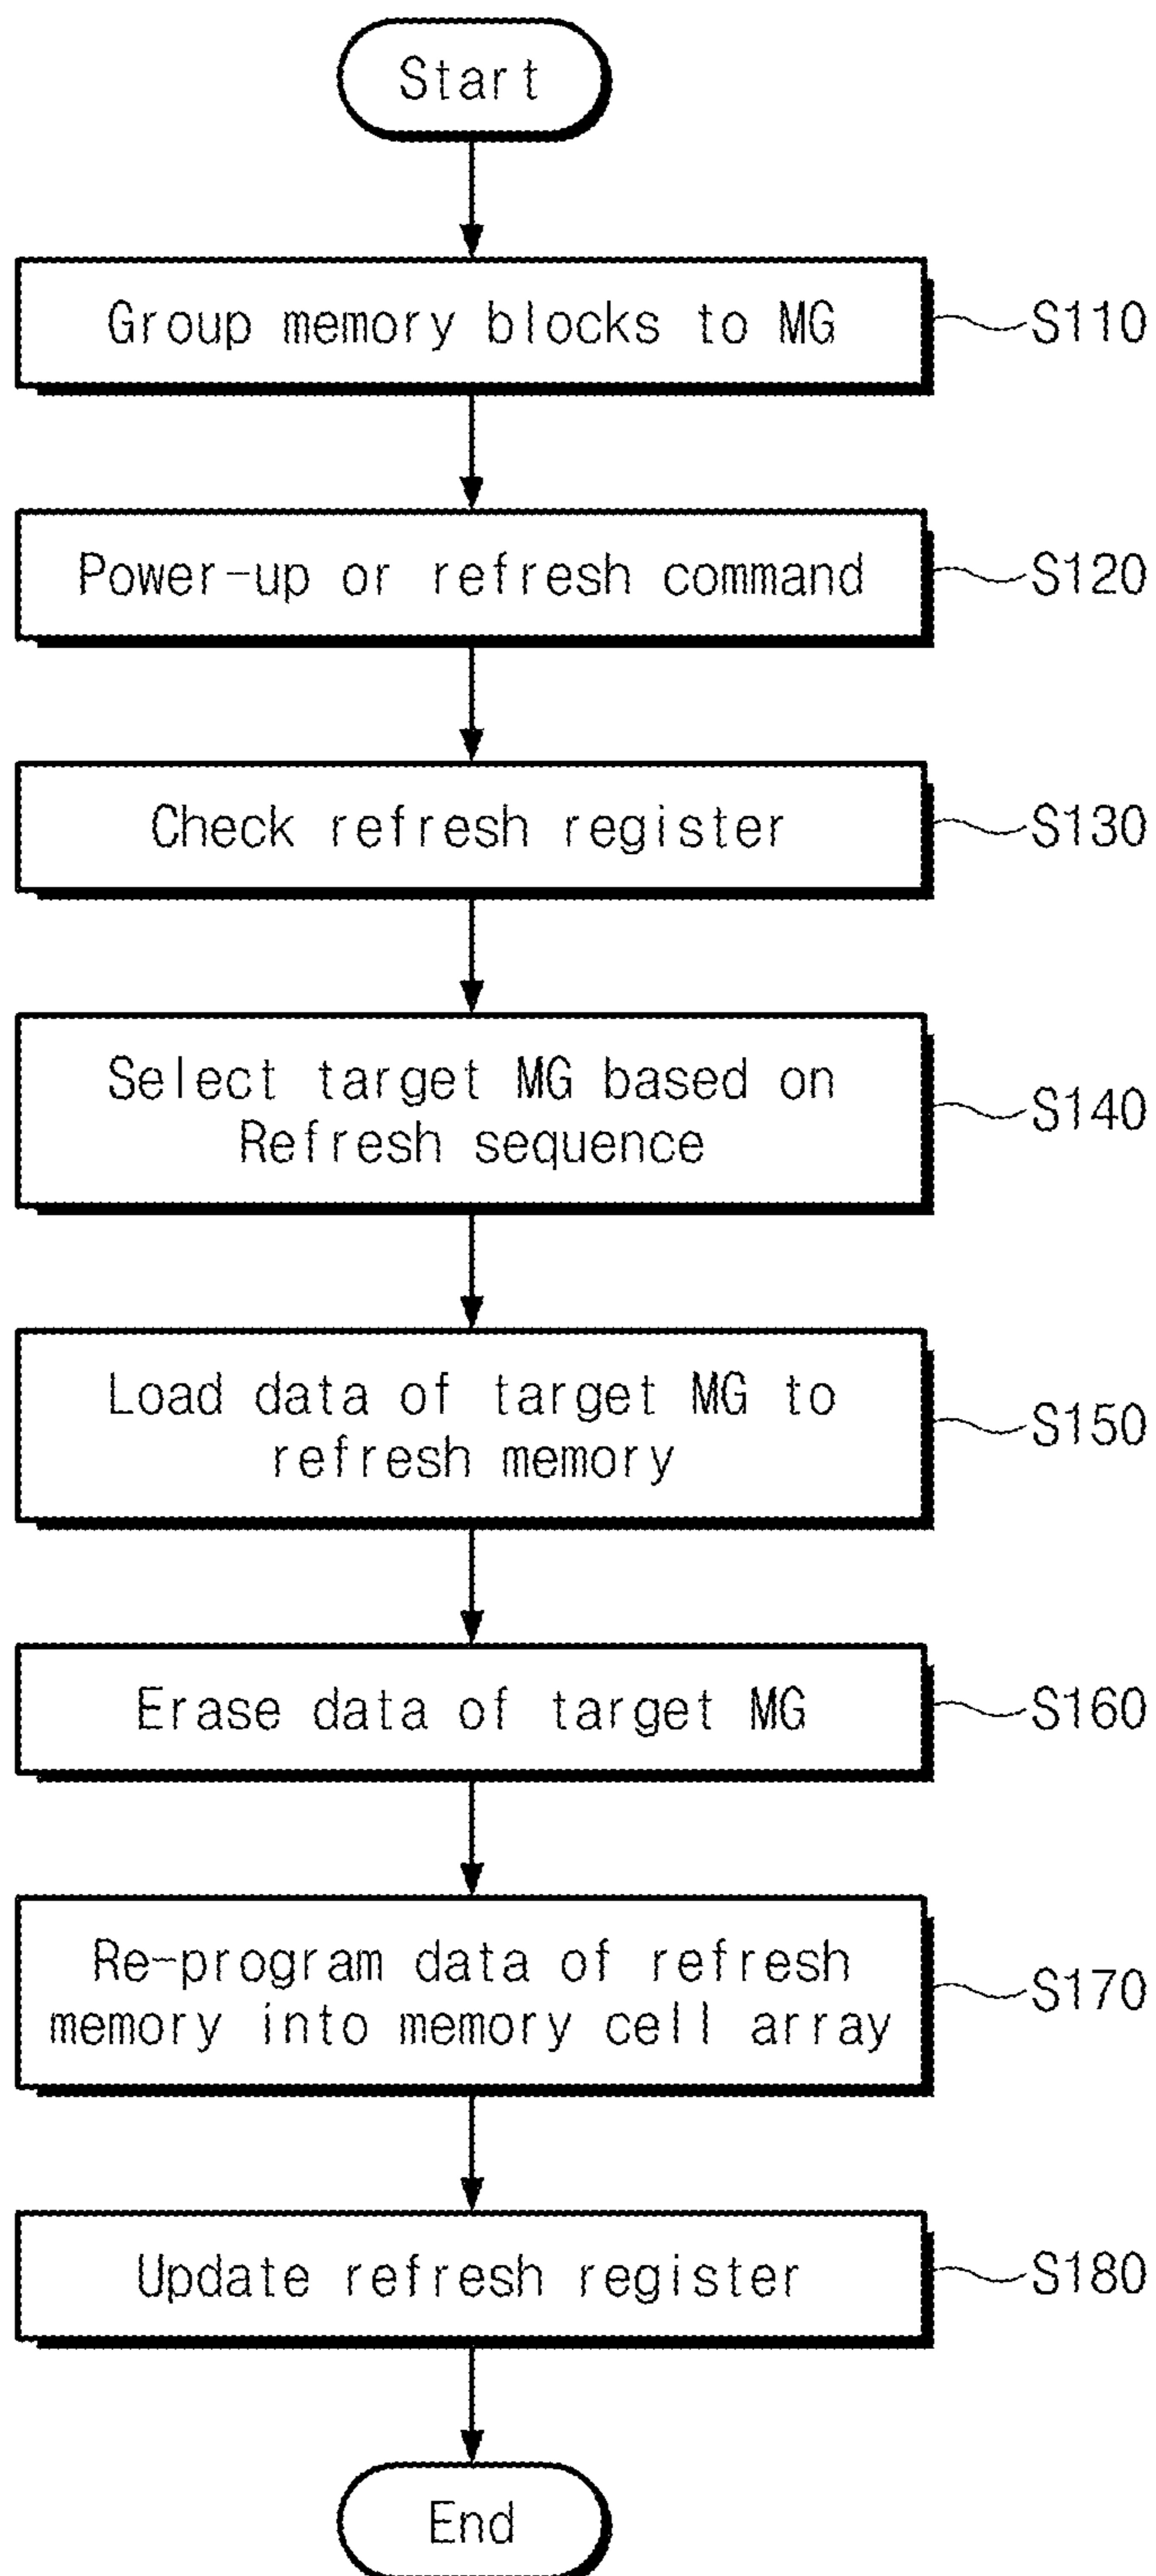 Start
Group memory blocks to MG
S110
Power-up or refresh command
S120
Check refresh register
S130
Select target MG based on
Refresh sequence
S140
Load data of target MG to
refresh memory
S150
Erase data of target MG
S160
Re-program data of refresh
memory into memory cell array
S170
Update refresh register
S180
End